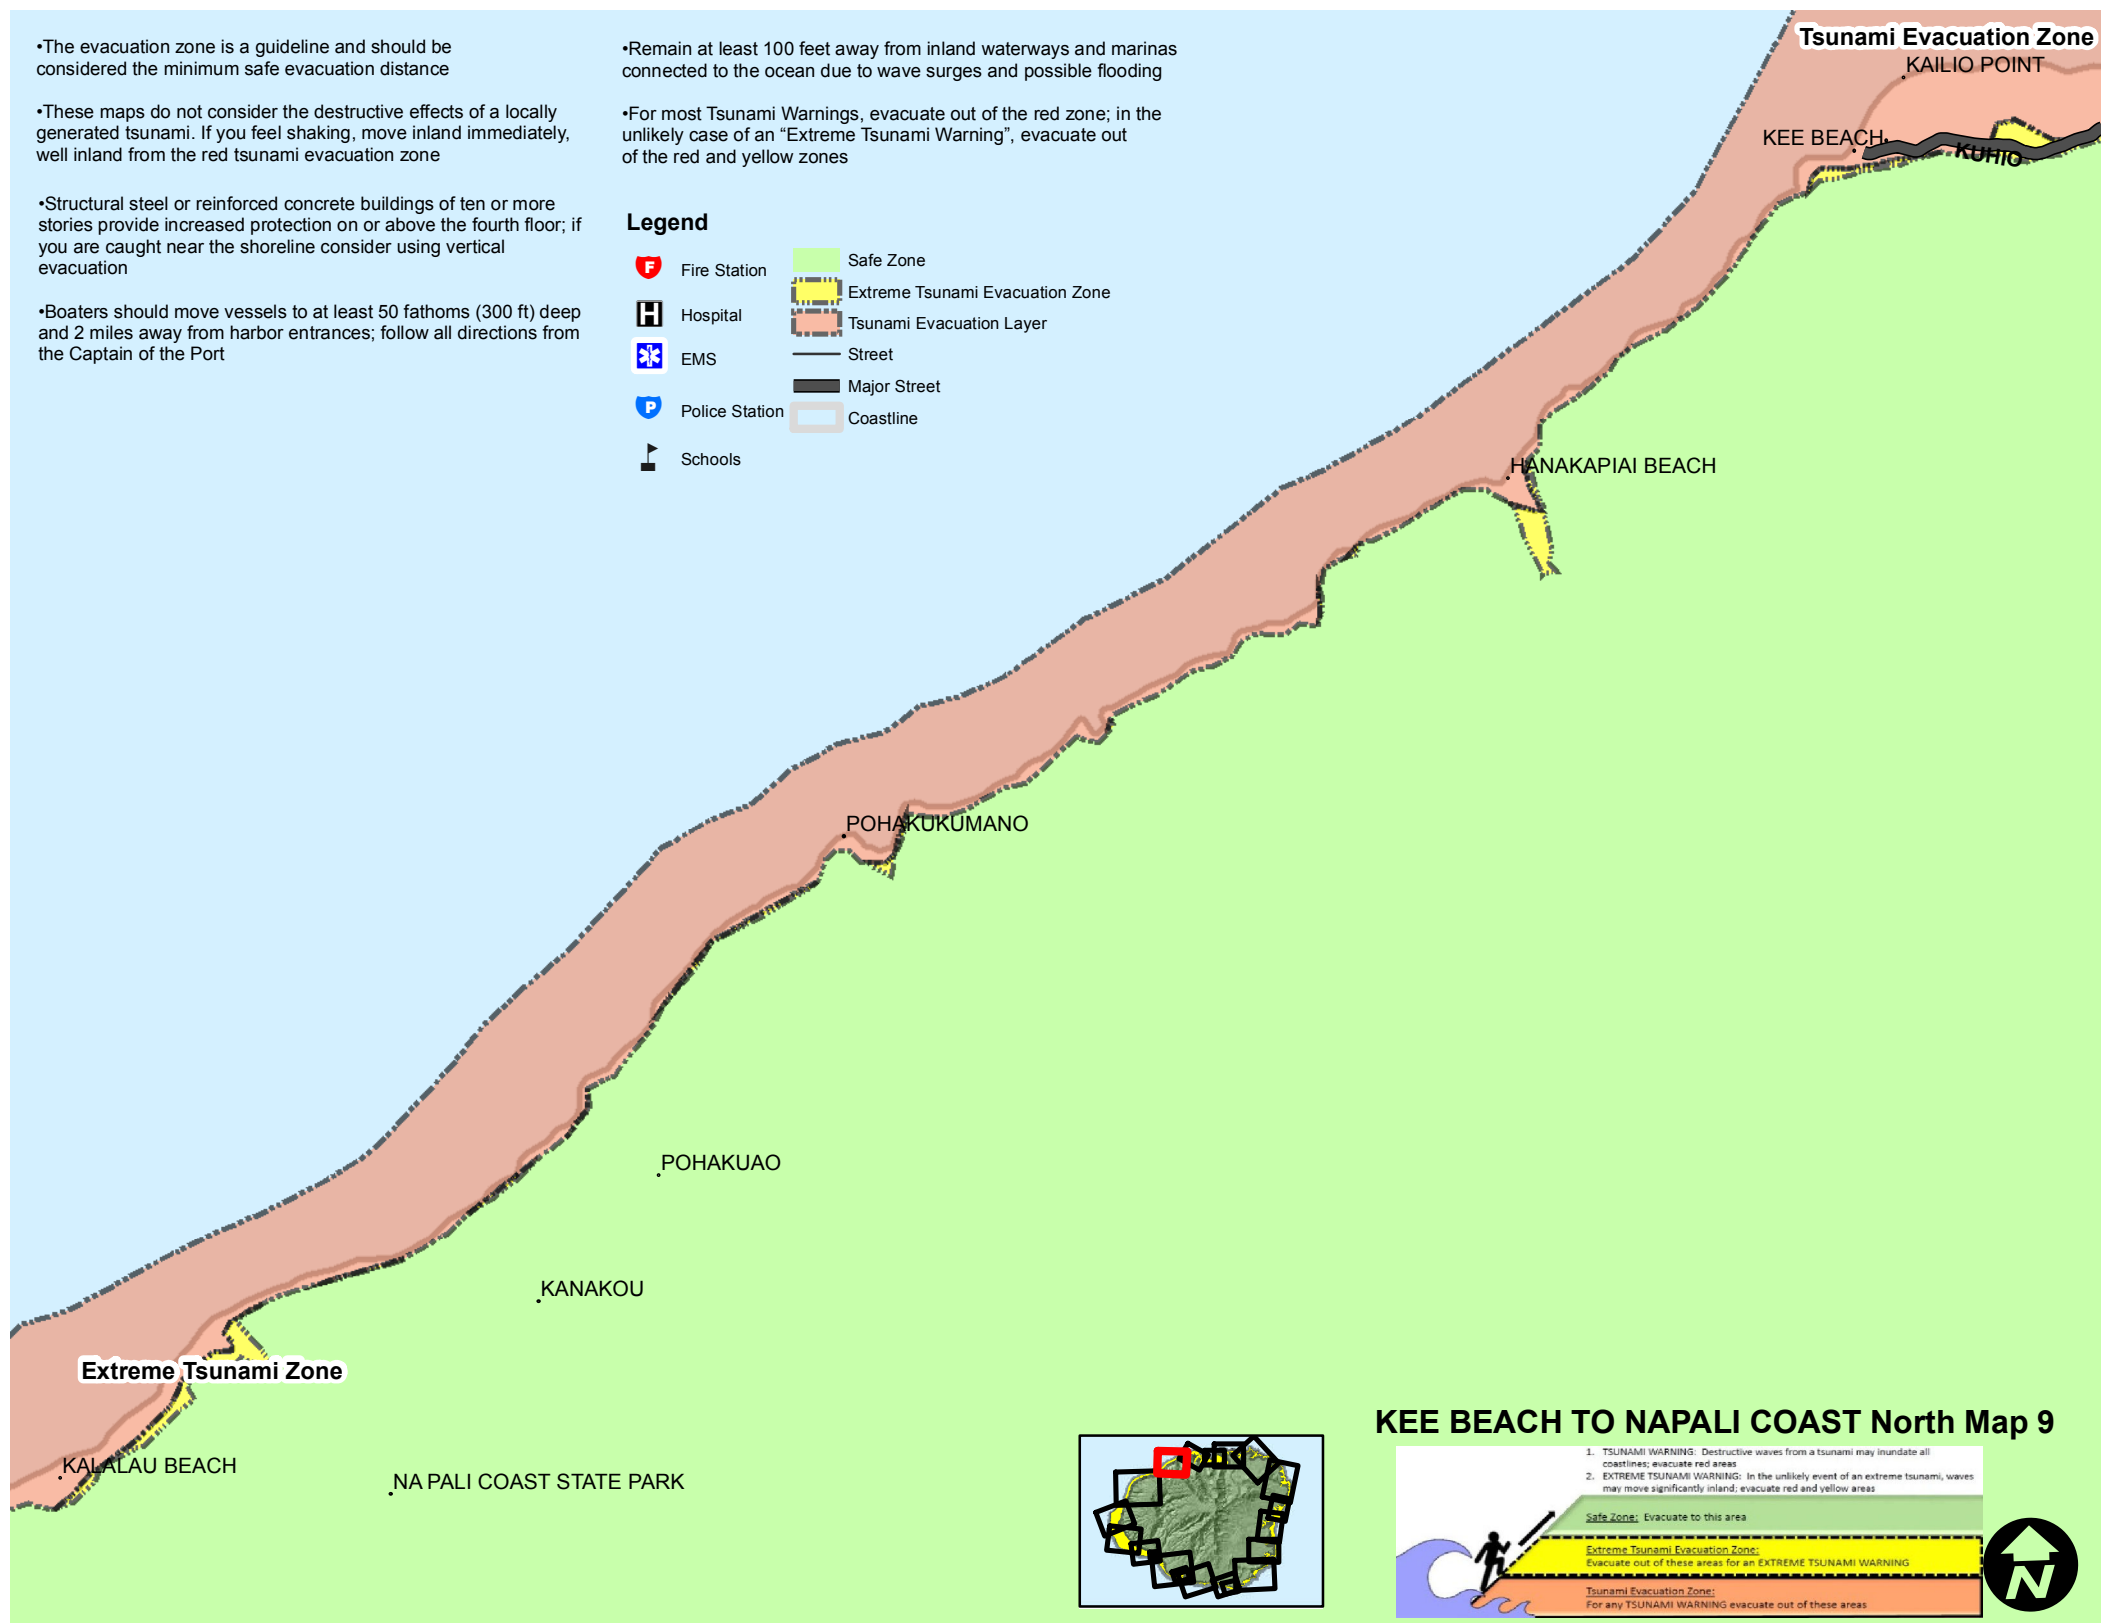 •The evacuation zone is a guideline and should be
considered the minimum safe evacuation distance
•These maps do not consider the destructive effects of a locally
generated tsunami. If you feel shaking, move inland immediately,
well inland from the red tsunami evacuation zone
•Structural steel or reinforced concrete buildings of ten or more
stories provide increased protection on or above the fourth floor; if
you are caught near the shoreline consider using vertical
evacuation
•Boaters should move vessels to at least 50 fathoms (300 ft) deep
and 2 miles away from harbor entrances; follow all directions from
the Captain of the Port
•Remain at least 100 feet away from inland waterways and marinas
connected to the ocean due to wave surges and possible flooding
•For most Tsunami Warnings, evacuate out of the red zone; in the
unlikely case of an “Extreme Tsunami Warning”, evacuate out
of the red and yellow zones
Legend
F Fire Station
H Hospital
EMS
P Police Station
Schools
Safe Zone
Extreme Tsunami Evacuation Zone
Tsunami Evacuation Layer
Street
Major Street
Coastline
Tsunami Evacuation Zone
KAILIO POINT
KEE BEACH
KUHIO
HANAKAPIAI BEACH
POHAKUKUMANO
POHAKUAO
KANAKOU
Extreme Tsunami Zone
KALALAU BEACH
NA PALI COAST STATE PARK
KEE BEACH TO NAPALI COAST North Map 9
1. TSUNAMI WARNING: Destructive waves from a tsunami may inundate all
coastlines; evacuate red areas
2. EXTREME TSUNAMI WARNING: In the unlikely event of an extreme tsunami, waves
may move significantly inland; evacuate red and yellow areas
Safe Zone: Evacuate to this area
Extreme Tsunami Evacuation Zone:
Evacuate out of these areas for an EXTREME TSUNAMI WARNING
Tsunami Evacuation Zone:
For any TSUNAMI WARNING evacuate out of these areas
N